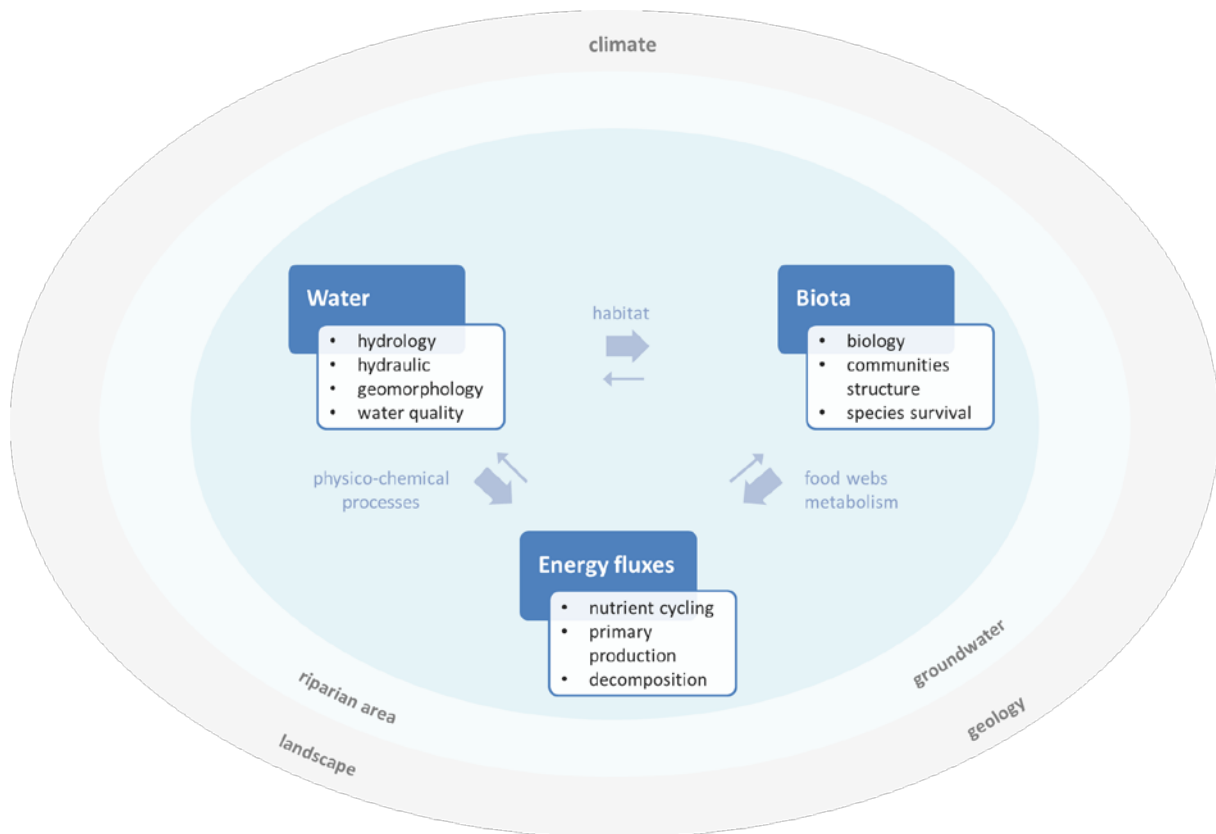 climate
Water
• hydrology
• hydraulic
• geomorphology
• water quality
habitat
Biota
• biology
• communities
structure
• species survival
physico-chemical
processes
food webs
metabolism
Energy fluxes
• nutrient cycling
• primary
production
• decomposition
riparian area
landscape
groundwater
geology